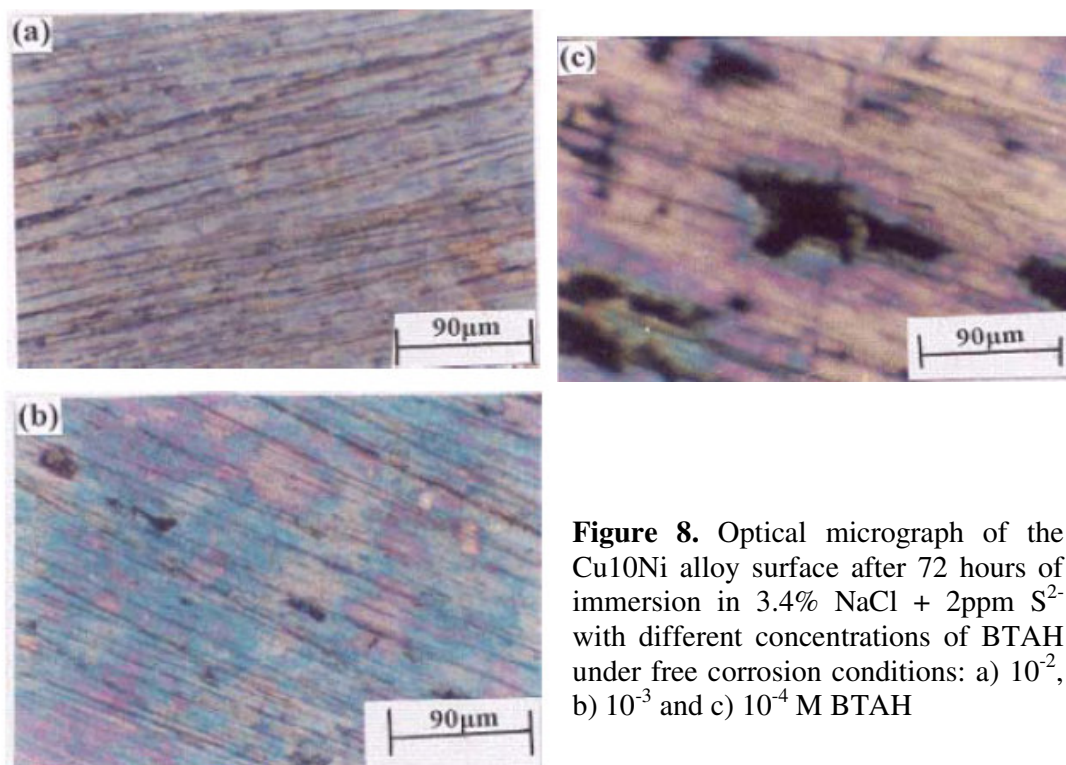 (a)
90µm
(c)
90µm
(b)
90µm
Figure 8. Optical micrograph of the
Cu10Ni alloy surface after 72 hours of
immersion in 3.4% NaCl + 2ppm S²⁻
with different concentrations of BTAH
under free corrosion conditions: a) 10⁻²,
b) 10⁻³ and c) 10⁻⁴ M BTAH